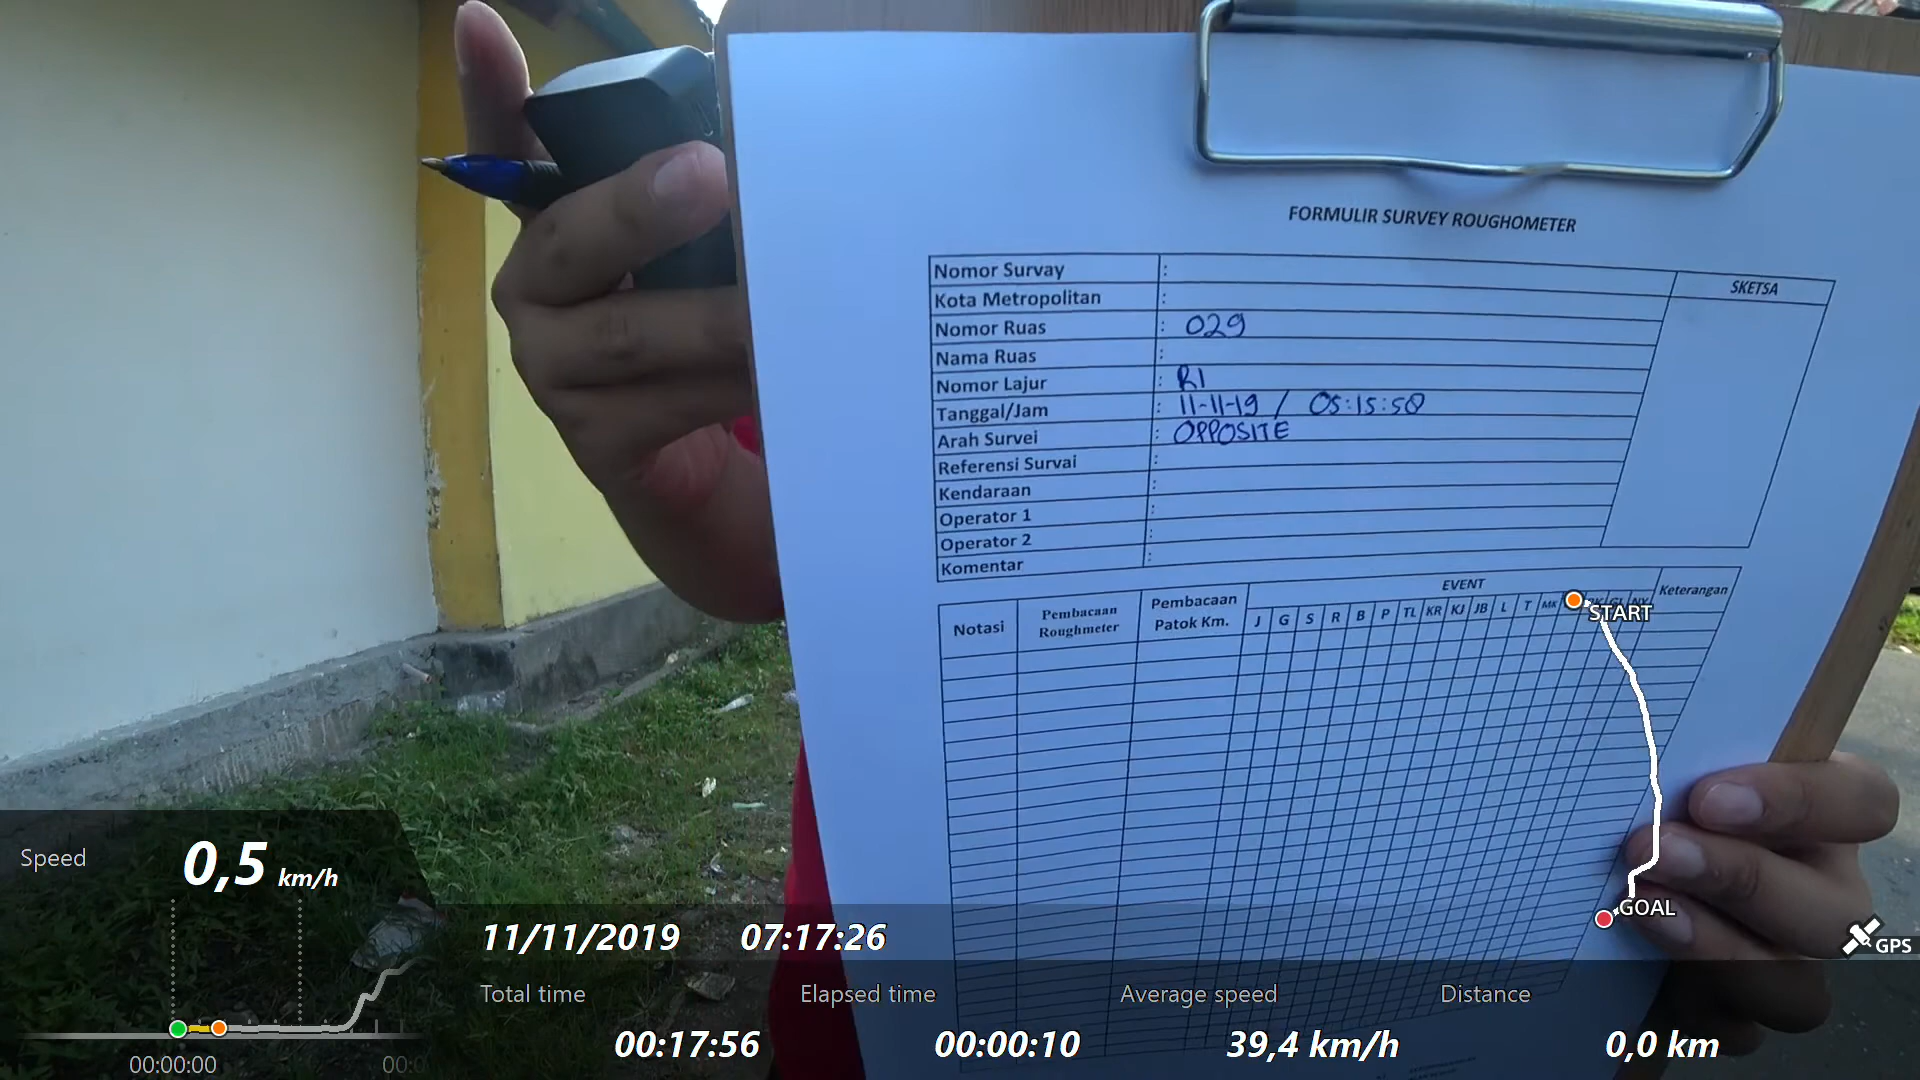 FORMULIR SURVEY ROUGHOMETER
Nomor Survay :
SKETSA
Kota Metropolitan :
Nomor Ruas : 029
Nama Ruas :
Nomor Lajur : R1
Tanggal/Jam : 11-11-19 / 05:15:50
Arah Survei : OPPOSITE
Referensi Survai :
Kendaraan :
Operator 1 :
Operator 2 :
Komentar :
Notasi
Pembacaan
Roughmeter
Pembacaan
Patok Km.
EVENT
J G S R B P TL KR KJ JB L T MK
Keterangan
START
GOAL
GPS
Speed 0,5 km/h
11/11/2019 07:17:26
Total time 00:17:56
Elapsed time 00:00:10
Average speed 39,4 km/h
Distance 0,0 km
00:00:00